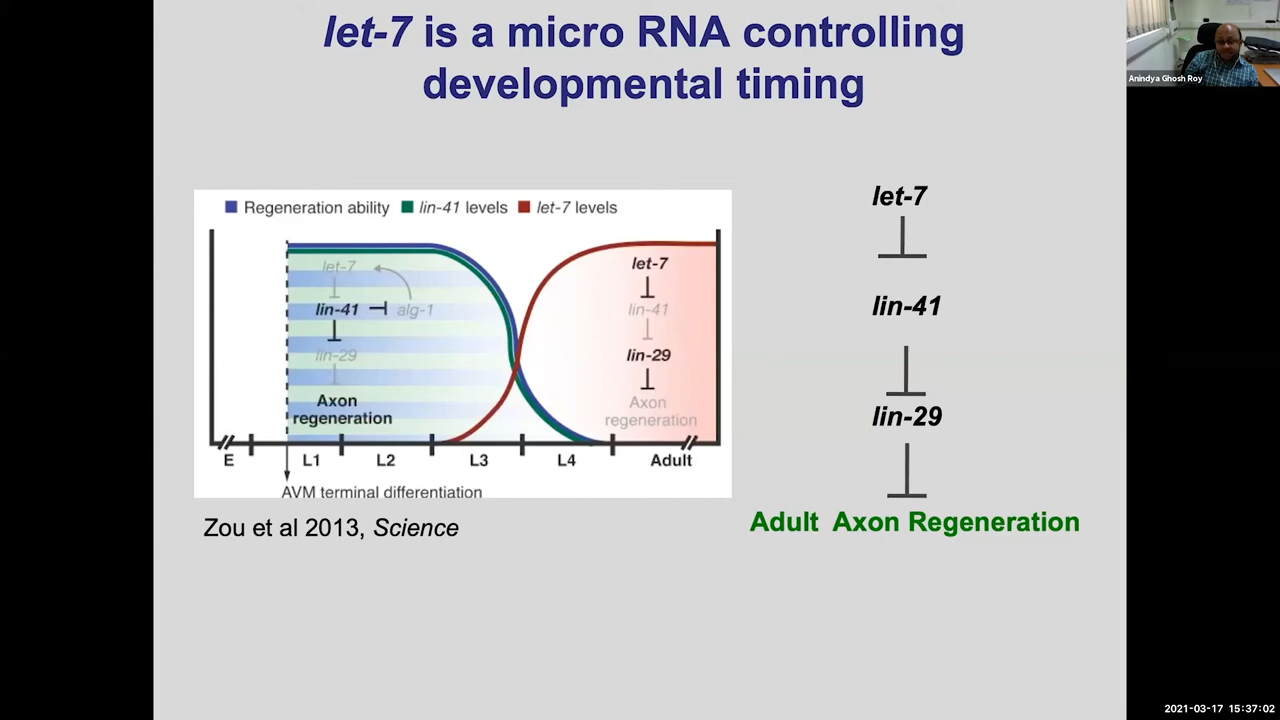 let-7 is a micro RNA controlling
developmental timing
Anindya Ghosh Roy
Regeneration ability lin-41 levels let-7 levels
let-7
lin-41 alg-1
lin-29
Axon
regeneration
let-7
lin-41
lin-29
Axon
regeneration
E L1 L2 L3 L4 Adult
AVM terminal differentiation
Zou et al 2013, Science
let-7
lin-41
lin-29
Adult Axon Regeneration
2021-03-17 15:37:02